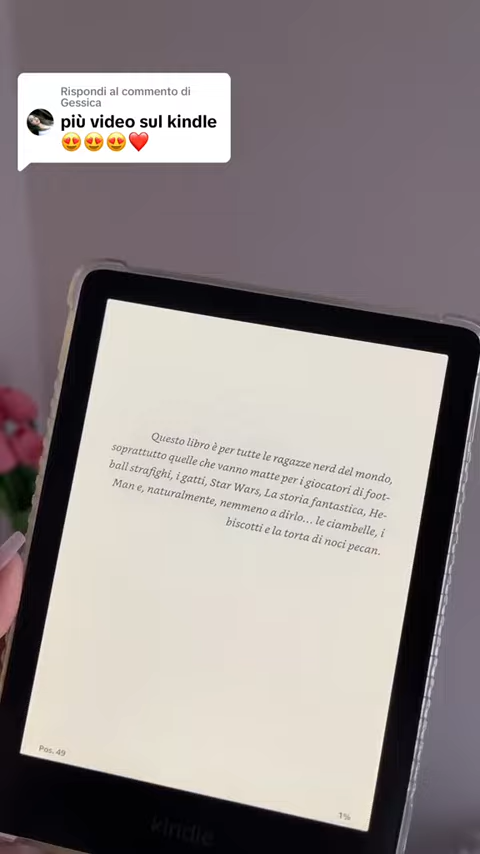 Rispondi al commento di
Gessica
più video sul kindle
😍😍😍❤️
Questo libro è per tutte le ragazze nerd del mondo,
soprattutto quelle che vanno matte per i giocatori di foot-
ball strafighi, i gatti, Star Wars, La storia fantastica, He-
Man e, naturalmente, nemmeno a dirlo... le ciambelle, i
biscotti e la torta di noci pecan.
Pos. 49
1%
kindle